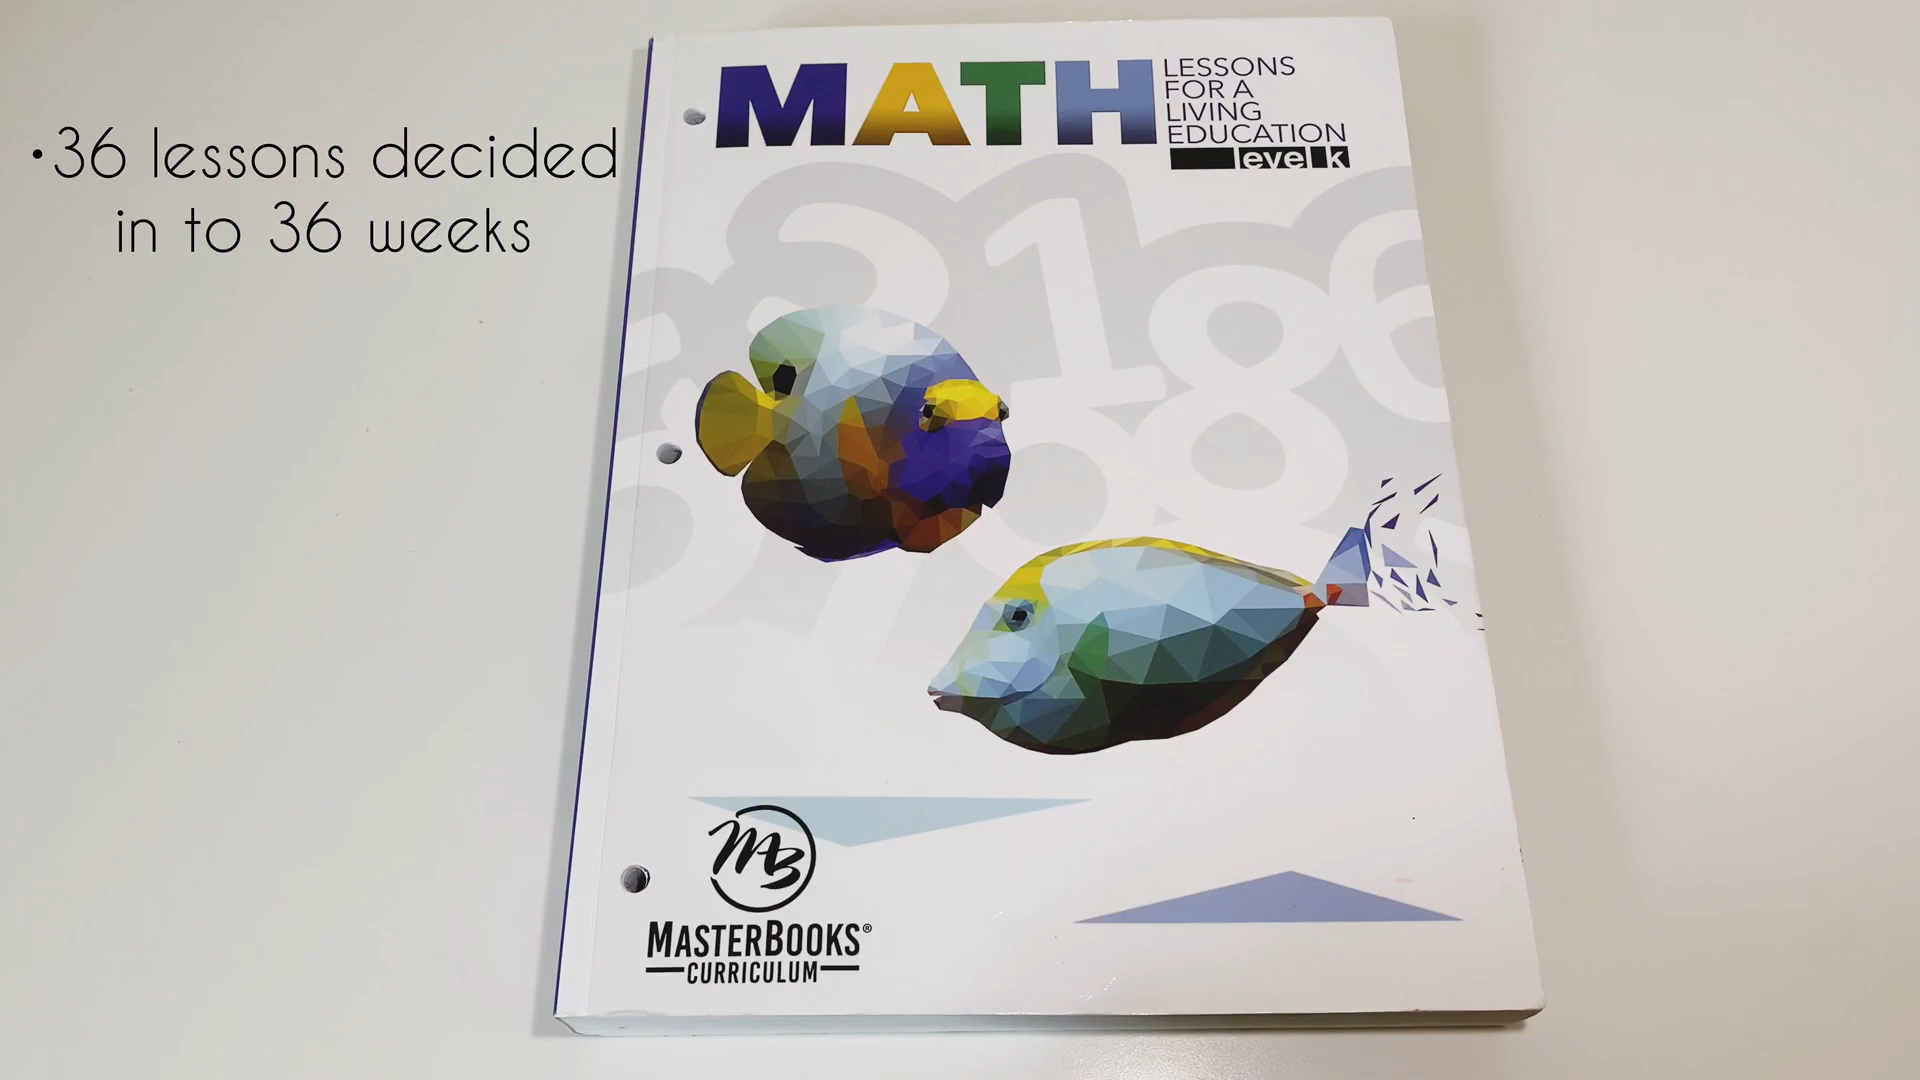 •36 lessons decided
in to 36 weeks
MATH
LESSONS
FOR A
LIVING
EDUCATION
level k
MB
MASTERBOOKS®
CURRICULUM